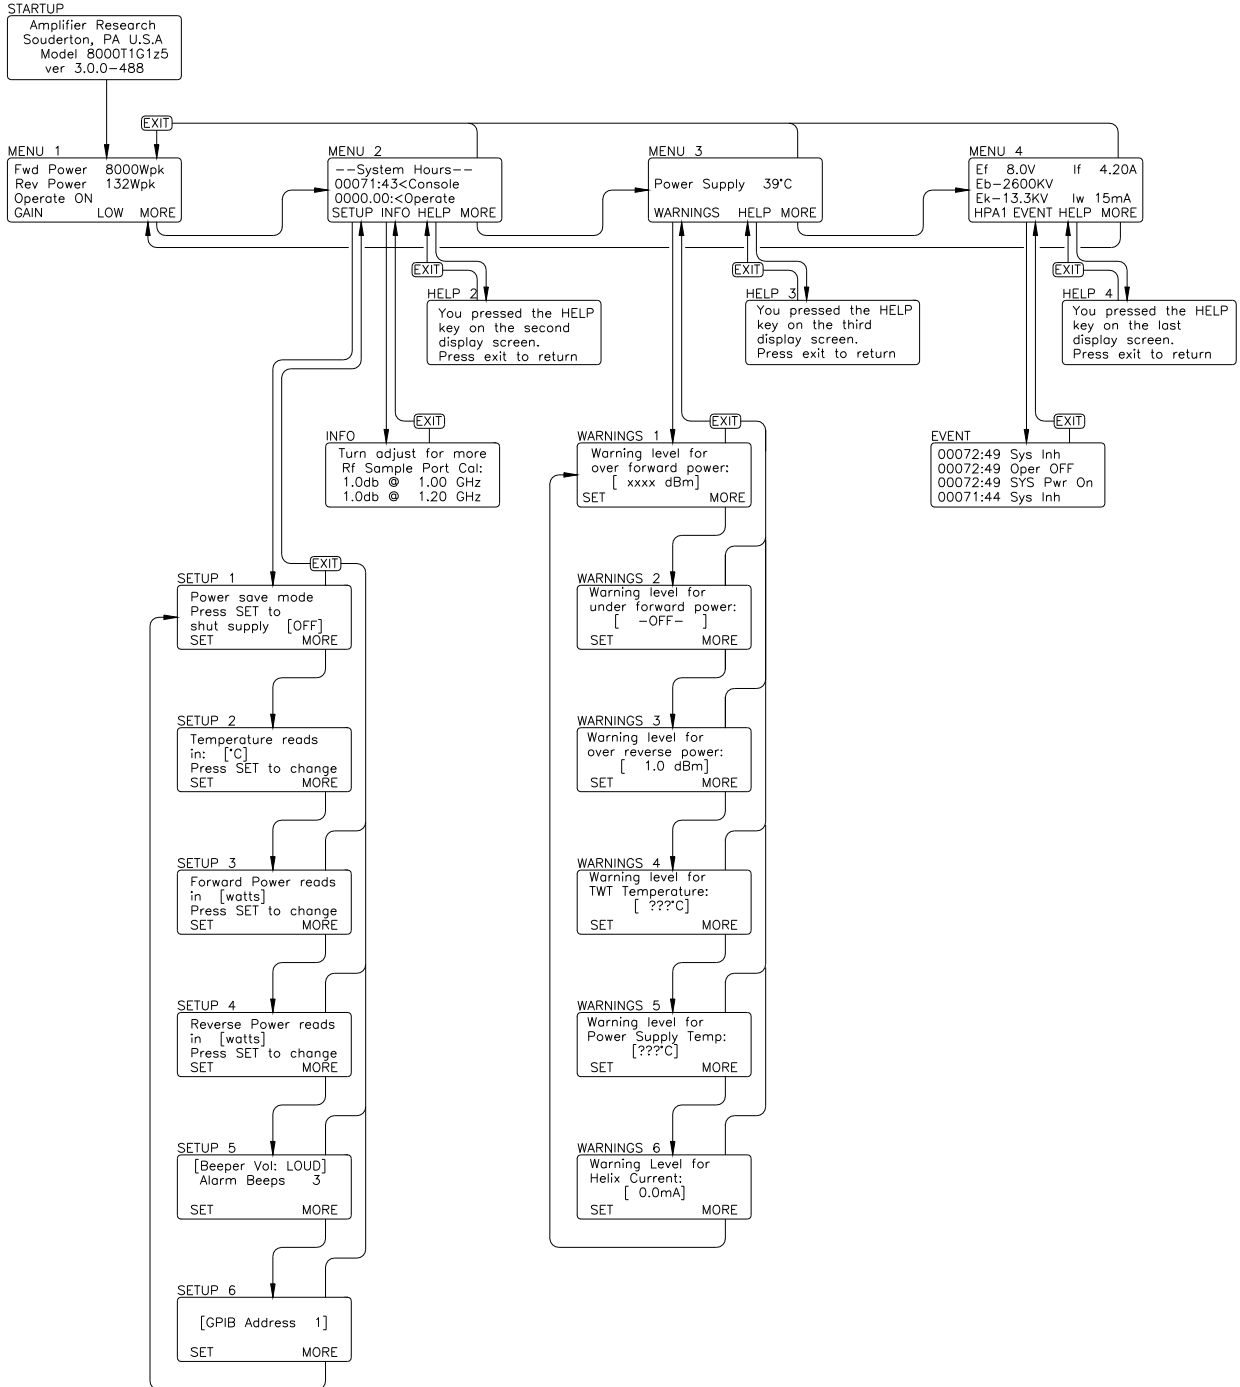 STARTUP
Amplifier Research
Souderton, PA U.S.A
Model 8000T1G1z5
ver 3.0.0-488
EXIT
MENU 1
Fwd Power 8000Wpk
Rev Power 132Wpk
Operate ON
GAIN LOW MORE
MENU 2
--System Hours--
00071:43<Console
0000.00:<Operate
SETUP INFO HELP MORE
MENU 3
Power Supply 39°C
WARNINGS HELP MORE
MENU 4
Ef 8.0V If 4.20A
Eb-2600KV
Ek-13.3KV Iw 15mA
HPA1 EVENT HELP MORE
EXIT
EXIT
EXIT
HELP 2
You pressed the HELP
key on the second
display screen.
Press exit to return
HELP 3
You pressed the HELP
key on the third
display screen.
Press exit to return
HELP 4
You pressed the HELP
key on the last
display screen.
Press exit to return
EXIT
EXIT
EXIT
INFO
Turn adjust for more
Rf Sample Port Cal:
1.0db @ 1.00 GHz
1.0db @ 1.20 GHz
WARNINGS 1
Warning level for
over forward power:
[ xxxx dBm]
SET MORE
EVENT
00072:49 Sys Inh
00072:49 Oper OFF
00072:49 SYS Pwr On
00071:44 Sys Inh
EXIT
SETUP 1
Power save mode
Press SET to
shut supply [OFF]
SET MORE
WARNINGS 2
Warning level for
under forward power:
[ -OFF- ]
SET MORE
SETUP 2
Temperature reads
in: [°C]
Press SET to change
SET MORE
WARNINGS 3
Warning level for
over reverse power:
[ 1.0 dBm]
SET MORE
SETUP 3
Forward Power reads
in [watts]
Press SET to change
SET MORE
WARNINGS 4
Warning level for
TWT Temperature:
[ ???°C]
SET MORE
SETUP 4
Reverse Power reads
in [watts]
Press SET to change
SET MORE
WARNINGS 5
Warning level for
Power Supply Temp:
[???°C]
SET MORE
SETUP 5
[Beeper Vol: LOUD]
Alarm Beeps 3
SET MORE
WARNINGS 6
Warning Level for
Helix Current:
[ 0.0mA]
SET MORE
SETUP 6
[GPIB Address 1]
SET MORE